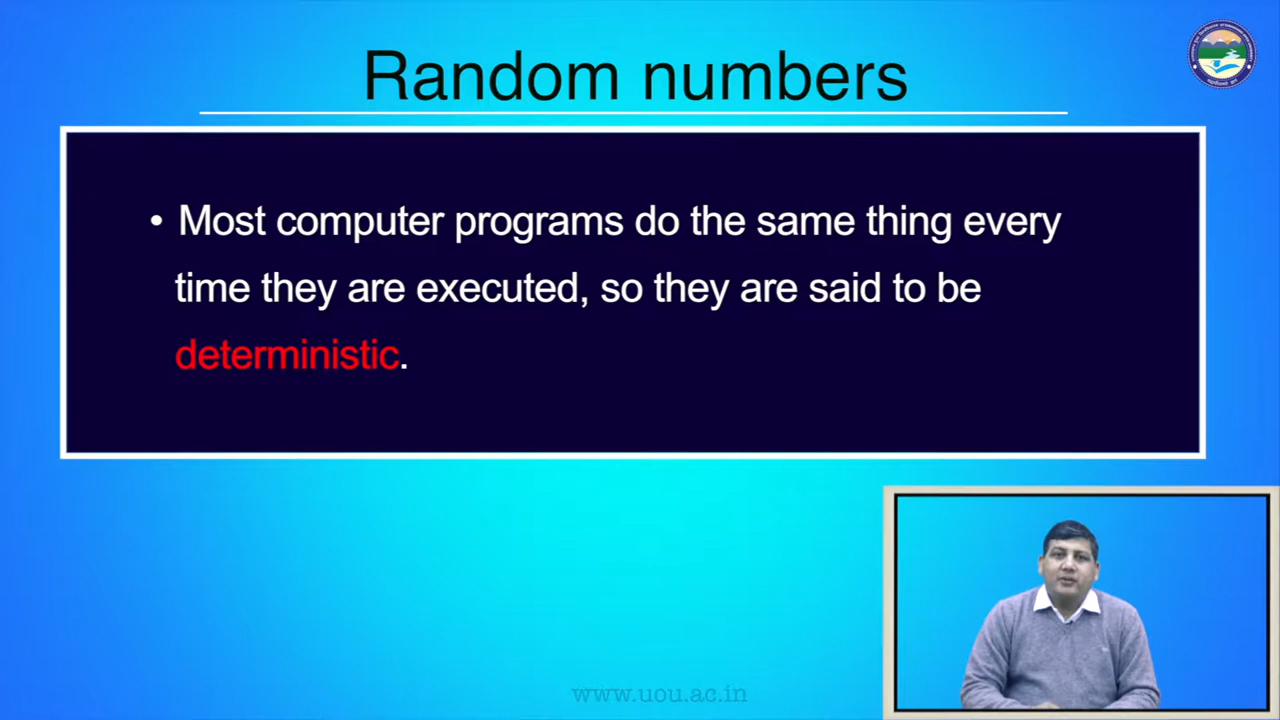 Random numbers
• Most computer programs do the same thing every
time they are executed, so they are said to be
deterministic.
www.uou.ac.in